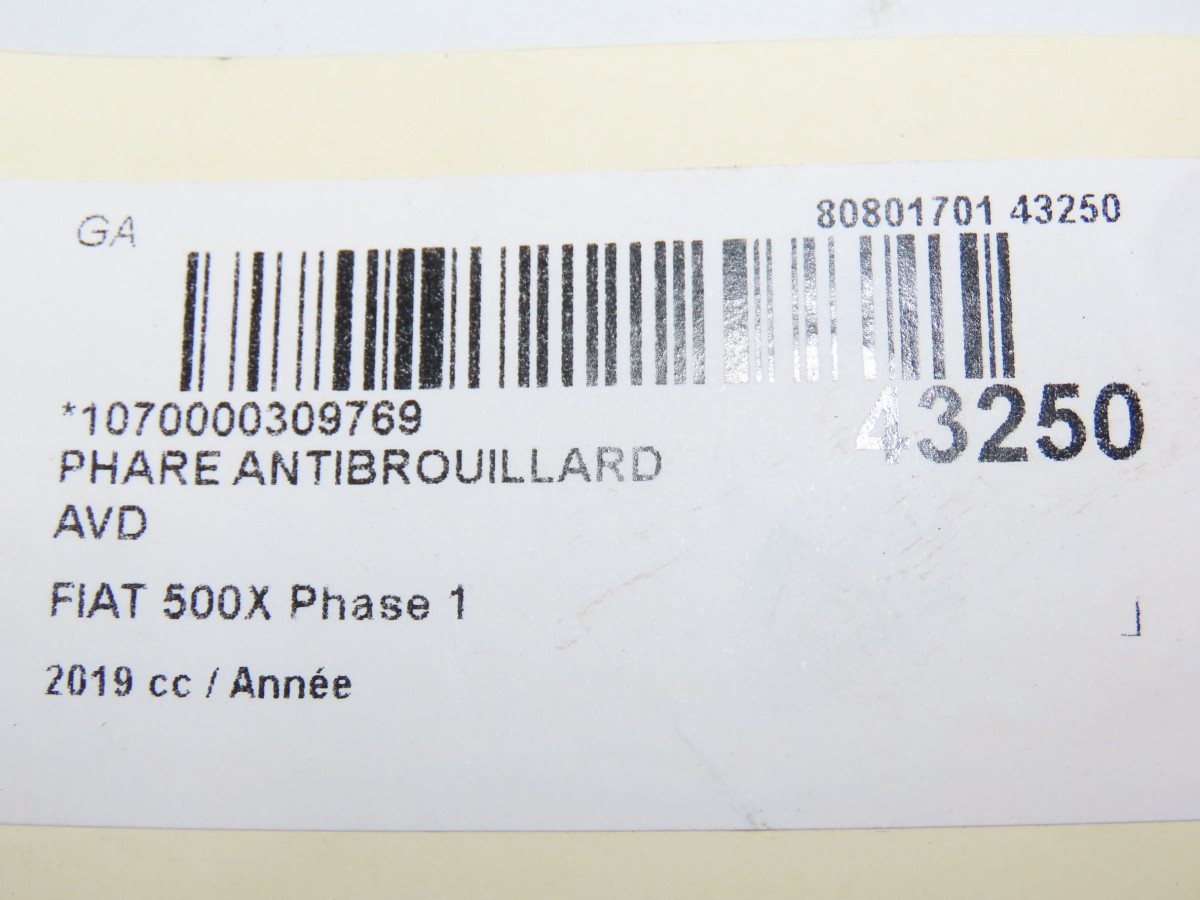 GA
80801701 43250
*1070000309769
43250
PHARE ANTIBROUILLARD
AVD
FIAT 500X Phase 1
2019 cc / Année